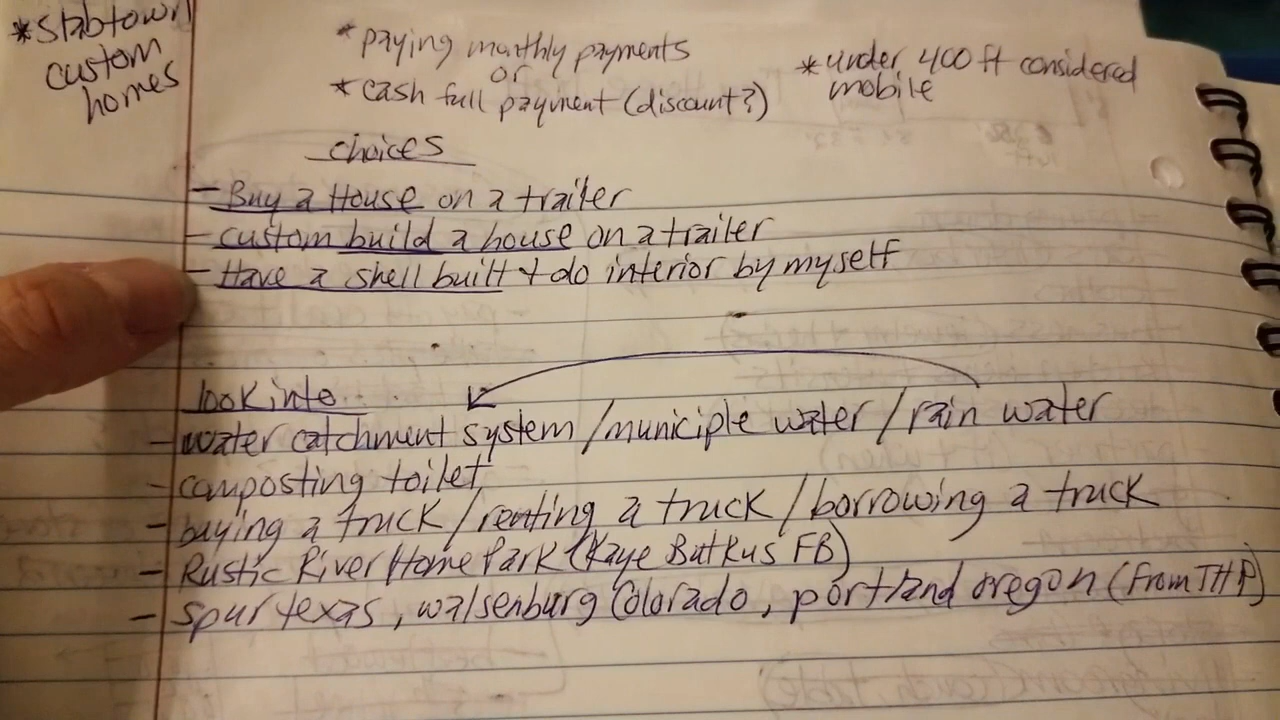 *stabtown
custom
homes
*paying monthly payments
or
*cash full payment (discount?)
*under 400 ft considered
mobile
choices
- Buy a House on a trailer
- custom build a house on a trailer
- Have a shell built + do interior by myself
look into
- water catchment system/municiple water/rain water
- composting toilet
- buying a truck/renting a truck/borrowing a truck
- Rustic River Home Park (Kaye Butkus FB)
- spur texas, walsenburg Colorado, portland oregon (from THP)